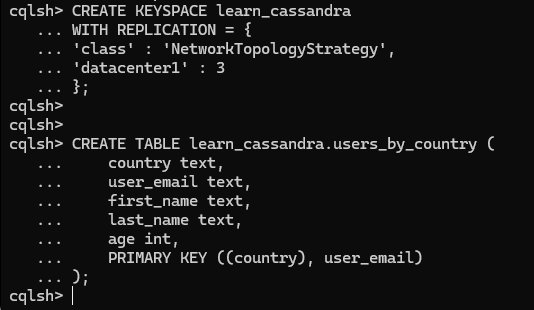 cqlsh> CREATE KEYSPACE learn_cassandra
   ... WITH REPLICATION = {
   ... 'class' : 'NetworkTopologyStrategy',
   ... 'datacenter1' : 3
   ... };
cqlsh>
cqlsh>
cqlsh> CREATE TABLE learn_cassandra.users_by_country (
   ...     country text,
   ...     user_email text,
   ...     first_name text,
   ...     last_name text,
   ...     age int,
   ...     PRIMARY KEY ((country), user_email)
   ... );
cqlsh>